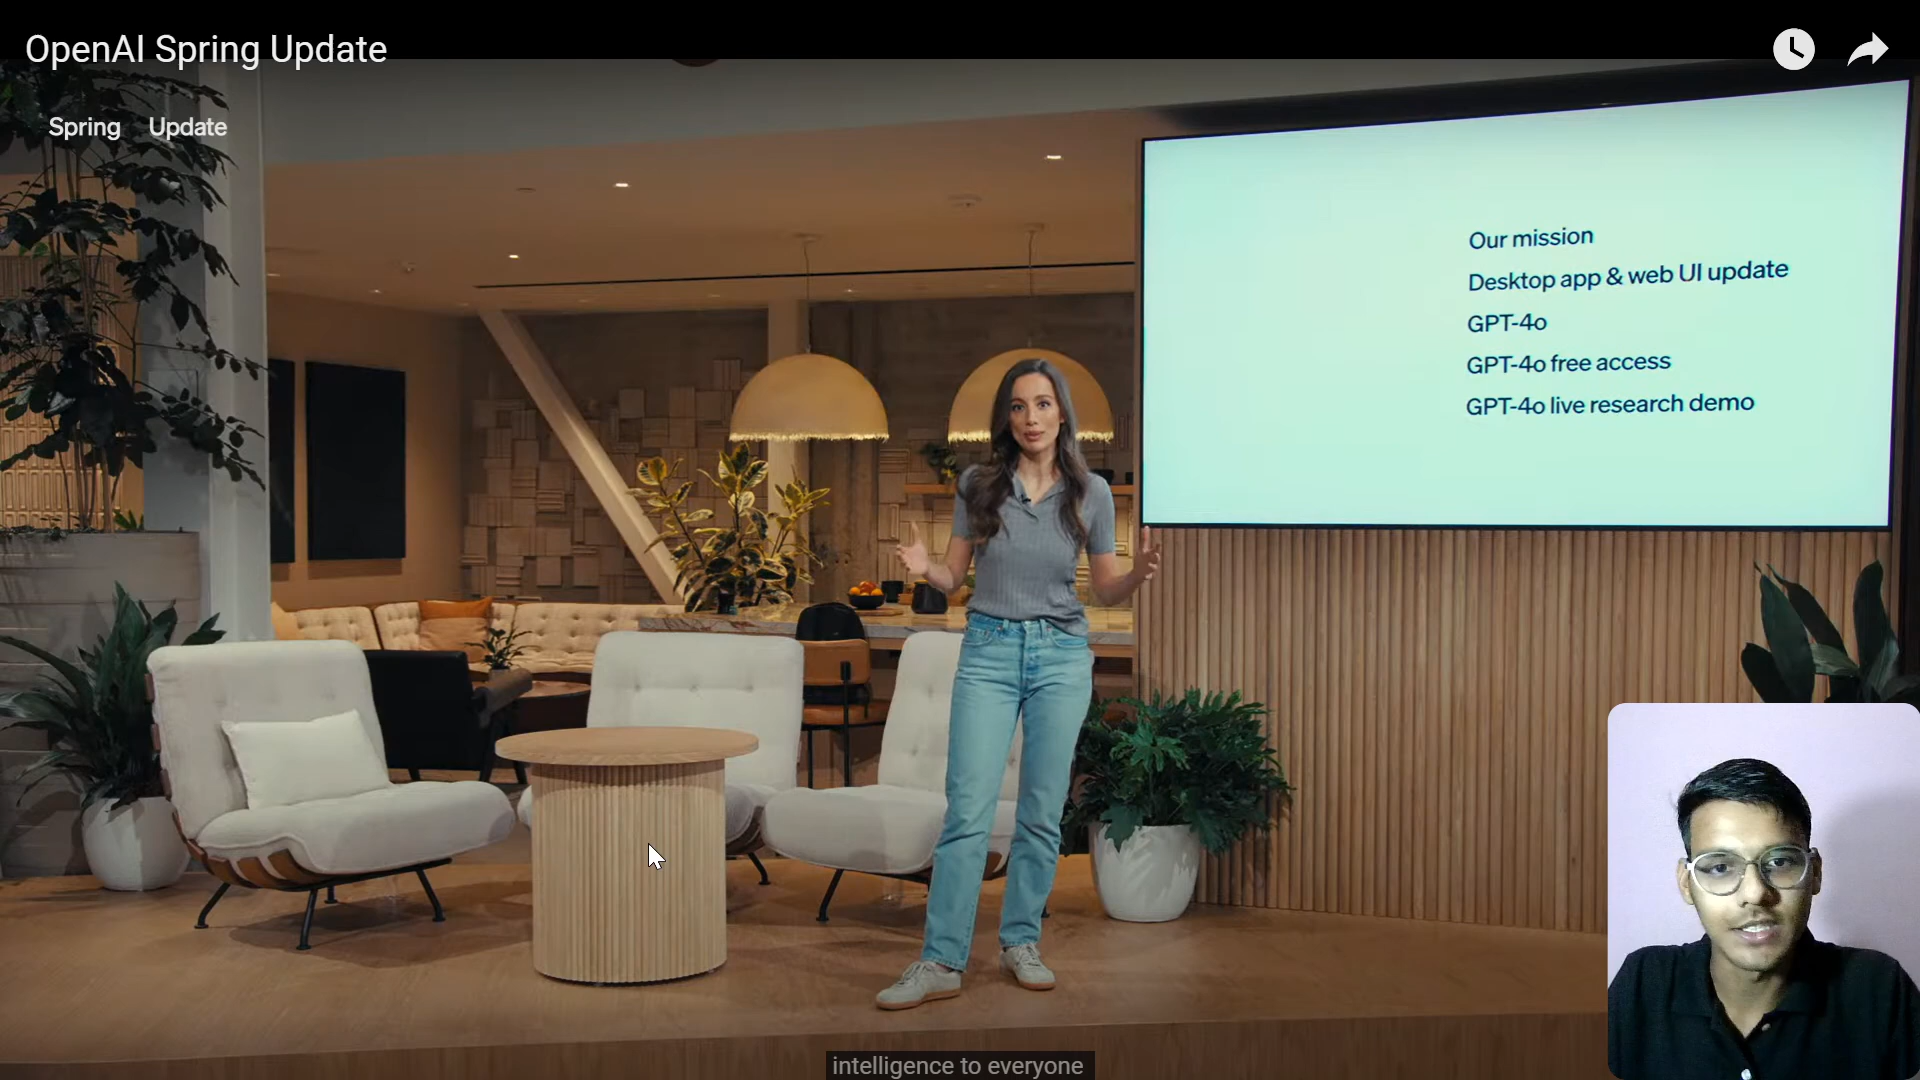 OpenAI Spring Update
Spring Update
Our mission
Desktop app & web UI update
GPT-4o
GPT-4o free access
GPT-4o live research demo
intelligence to everyone